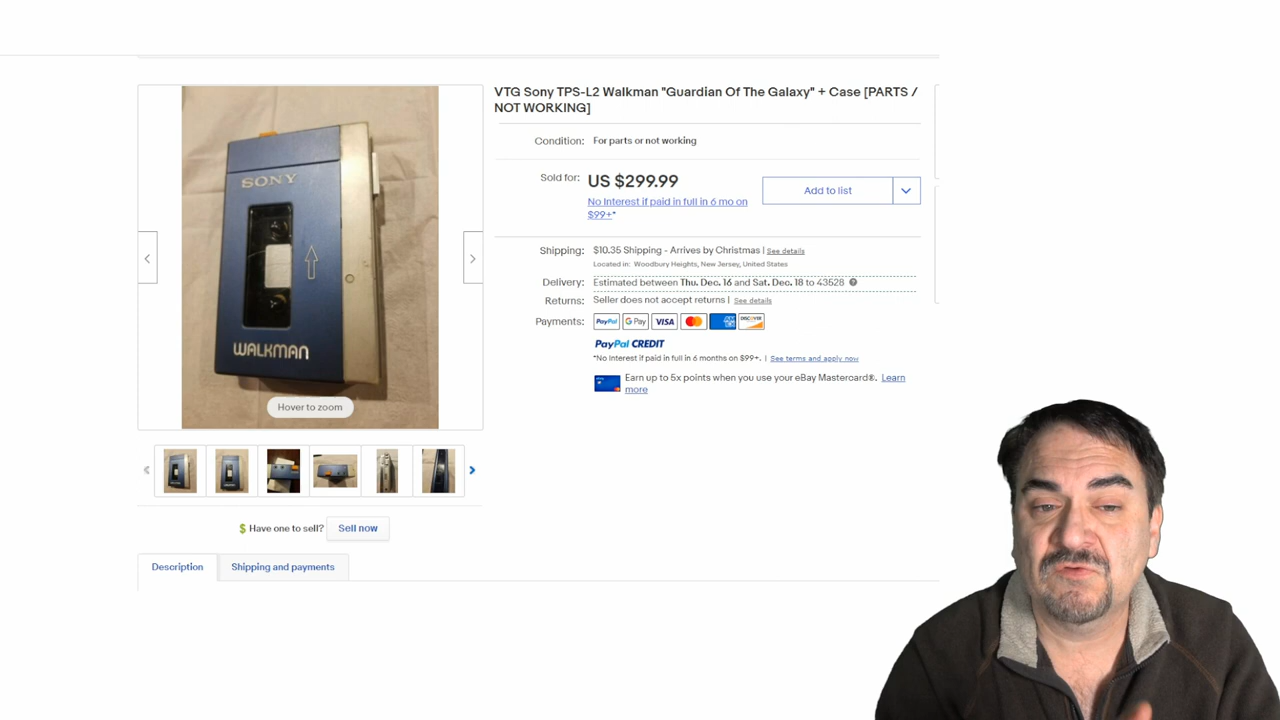 VTG Sony TPS-L2 Walkman "Guardian Of The Galaxy" + Case [PARTS /
NOT WORKING]
Condition: For parts or not working
Sold for: US $299.99
No Interest if paid in full in 6 mo on
$99+*
Add to list
Shipping: $10.35 Shipping - Arrives by Christmas | See details
Located in: Woodbury Heights, New Jersey, United States
Delivery: Estimated between Thu. Dec. 16 and Sat. Dec. 18 to 43528 ?
Returns: Seller does not accept returns | See details
Payments: PayPal G Pay VISA DISCOVER
PayPal CREDIT
*No Interest if paid in full in 6 months on $99+. | See terms and apply now
Earn up to 5x points when you use your eBay Mastercard®. Learn
more
SONY
WALKMAN
Hover to zoom
$ Have one to sell? Sell now
Description Shipping and payments